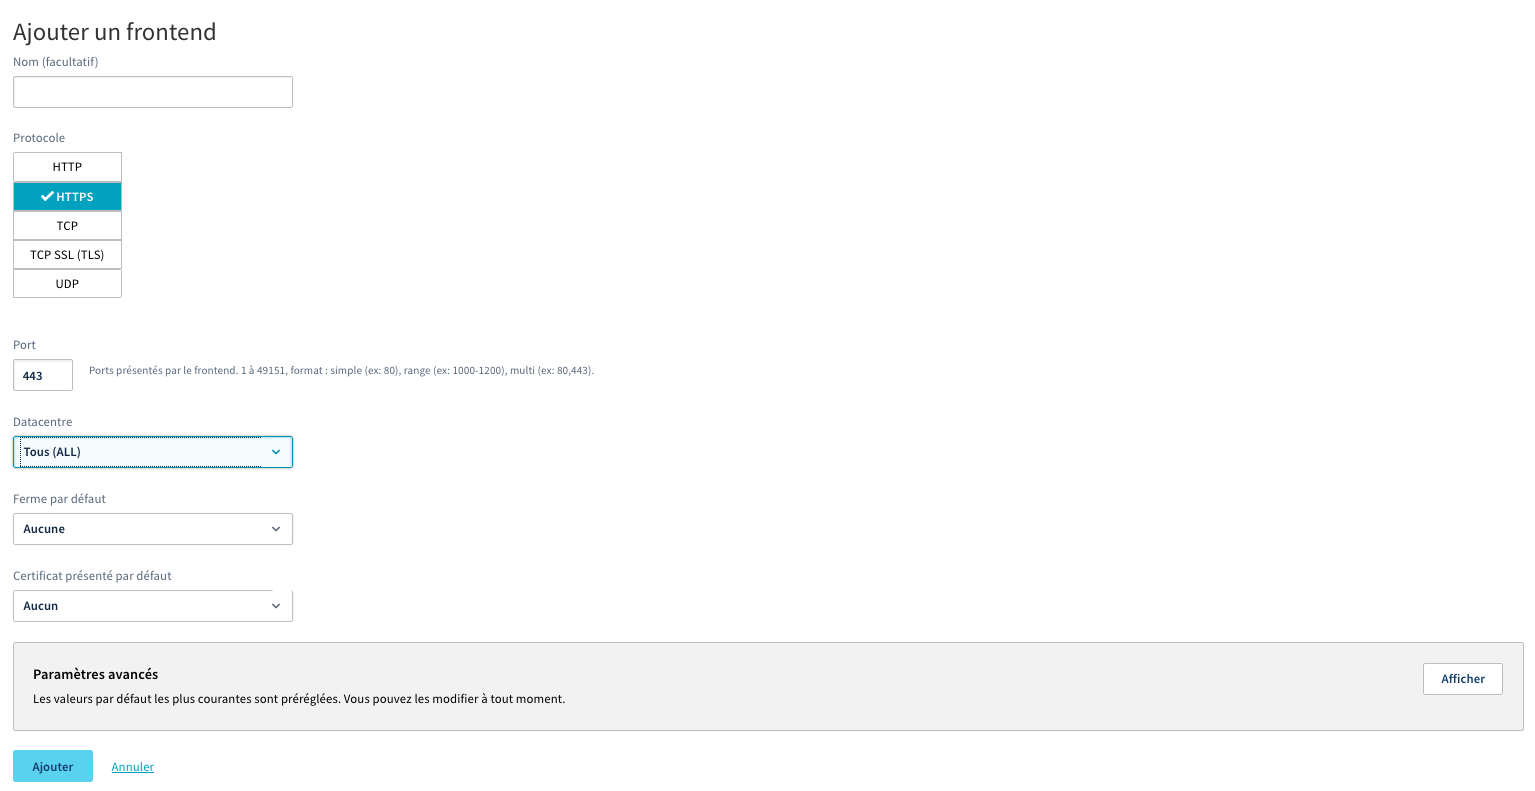 Ajouter un frontend
Nom (facultatif)
Protocole
HTTP
HTTPS
TCP
TCP SSL (TLS)
UDP
Port
443
Ports présentés par le frontend. 1 à 49151, format : simple (ex: 80), range (ex: 1000-1200), multi (ex: 80,443).
Datacentre
Tous (ALL)
Ferme par défaut
Aucune
Certificat présenté par défaut
Aucun
Paramètres avancés
Afficher
Les valeurs par défaut les plus courantes sont préréglées. Vous pouvez les modifier à tout moment.
Ajouter
Annuler